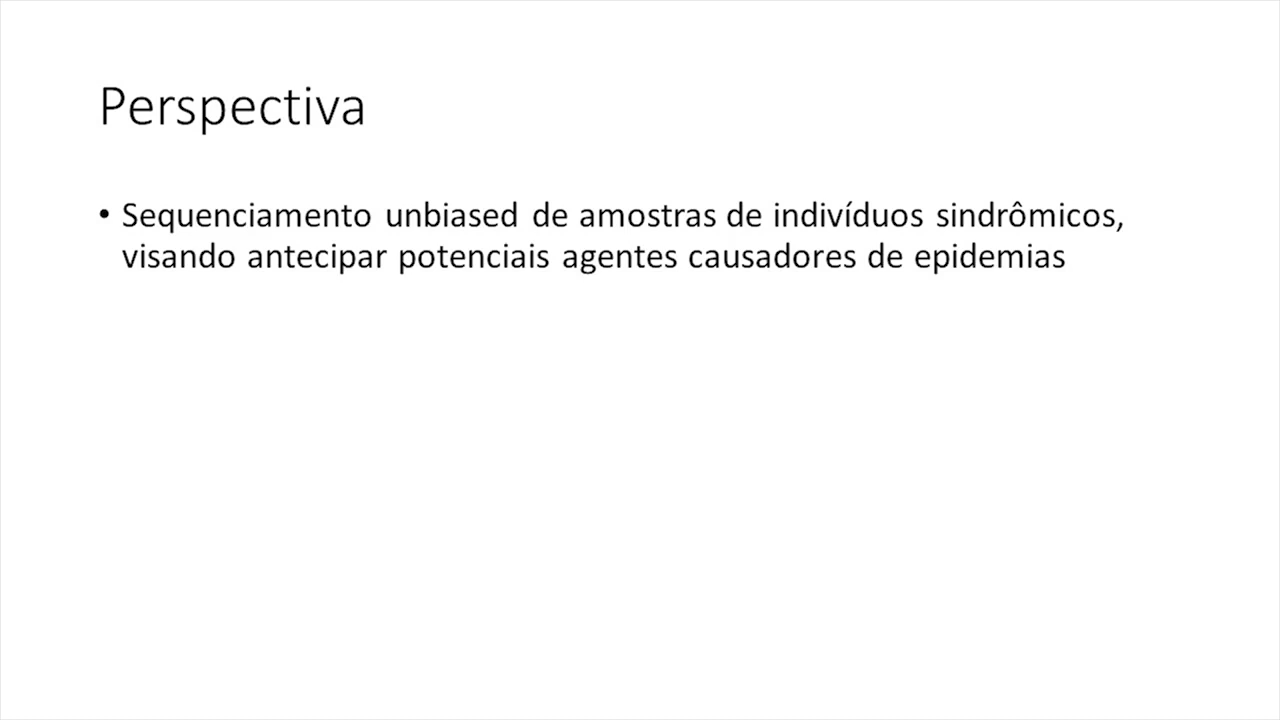 Perspectiva
• Sequenciamento unbiased de amostras de indivíduos sindrômicos,
visando antecipar potenciais agentes causadores de epidemias